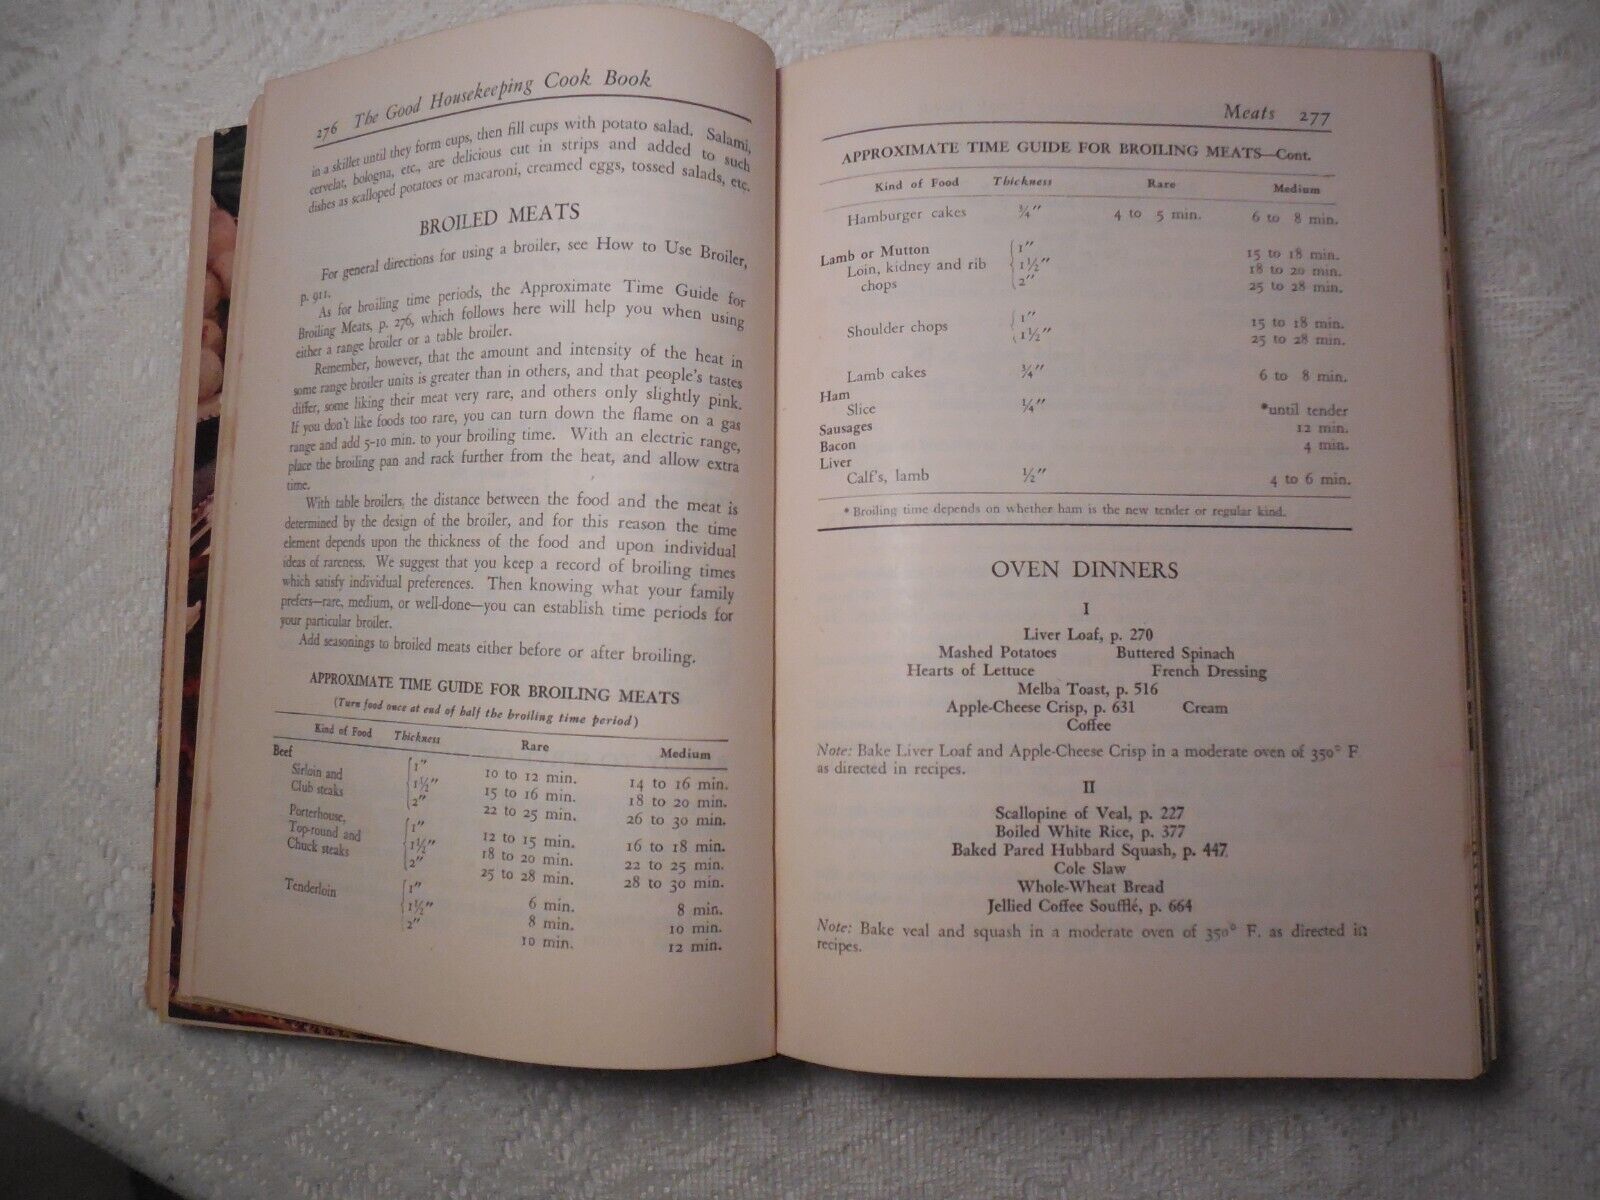 276 The Good Housekeeping Cook Book
in a skillet until they form cups, then fill cups with potato salad. Salami,
cervelat, bologna, etc., are delicious cut in strips and added to such
dishes as scalloped potatoes or macaroni, creamed eggs, tossed salads, etc.
BROILED MEATS
For general directions for using a broiler, see How to Use Broiler,
p. 911.
As for broiling time periods, the Approximate Time Guide for
Broiling Meats, p. 276, which follows here will help you when using
either a range broiler or a table broiler.
Remember, however, that the amount and intensity of the heat in
some range broiler units is greater than in others, and that people's tastes
differ, some liking their meat very rare, and others only slightly pink.
If you don't like foods too rare, you can turn down the flame on a gas
range and add 5-10 min. to your broiling time. With an electric range,
place the broiling pan and rack further from the heat, and allow extra
time.
With table broilers, the distance between the food and the meat is
determined by the design of the broiler, and for this reason the time
element depends upon the thickness of the food and upon individual
ideas of rareness. We suggest that you keep a record of broiling times
which satisfy individual preferences. Then knowing what your family
prefers—rare, medium, or well-done—you can establish time periods for
your particular broiler.
Add seasonings to broiled meats either before or after broiling.
APPROXIMATE TIME GUIDE FOR BROILING MEATS
(Turn food once at end of half the broiling time period)
Kind of Food Thickness Rare Medium
Beef
Sirloin and 1" 10 to 12 min. 14 to 16 min.
Club steaks 1½" 15 to 16 min. 18 to 20 min.
2" 22 to 25 min. 26 to 30 min.
Porterhouse,
Top-round and 1" 12 to 15 min. 16 to 18 min.
Chuck steaks 1½" 18 to 20 min. 22 to 25 min.
2" 25 to 28 min. 28 to 30 min.
Tenderloin 1" 6 min. 8 min.
1½" 8 min. 10 min.
2" 10 min. 12 min.
Meats 277
APPROXIMATE TIME GUIDE FOR BROILING MEATS—Cont.
Kind of Food Thickness Rare Medium
Hamburger cakes ¾" 4 to 5 min. 6 to 8 min.
Lamb or Mutton 1" 15 to 18 min.
Loin, kidney and rib 1½" 18 to 20 min.
chops 2" 25 to 28 min.
Shoulder chops 1" 15 to 18 min.
1½" 25 to 28 min.
Lamb cakes ¾" 6 to 8 min.
Ham
Slice ¼" *until tender
Sausages 12 min.
Bacon 4 min.
Liver
Calf's, lamb ½" 4 to 6 min.
* Broiling time depends on whether ham is the new tender or regular kind.
OVEN DINNERS
I
Liver Loaf, p. 270
Mashed Potatoes Buttered Spinach
Hearts of Lettuce French Dressing
Melba Toast, p. 516
Apple-Cheese Crisp, p. 631 Cream
Coffee
Note: Bake Liver Loaf and Apple-Cheese Crisp in a moderate oven of 350° F
as directed in recipes.
II
Scallopine of Veal, p. 227
Boiled White Rice, p. 377
Baked Pared Hubbard Squash, p. 447
Cole Slaw
Whole-Wheat Bread
Jellied Coffee Soufflé, p. 664
Note: Bake veal and squash in a moderate oven of 350° F. as directed in
recipes.